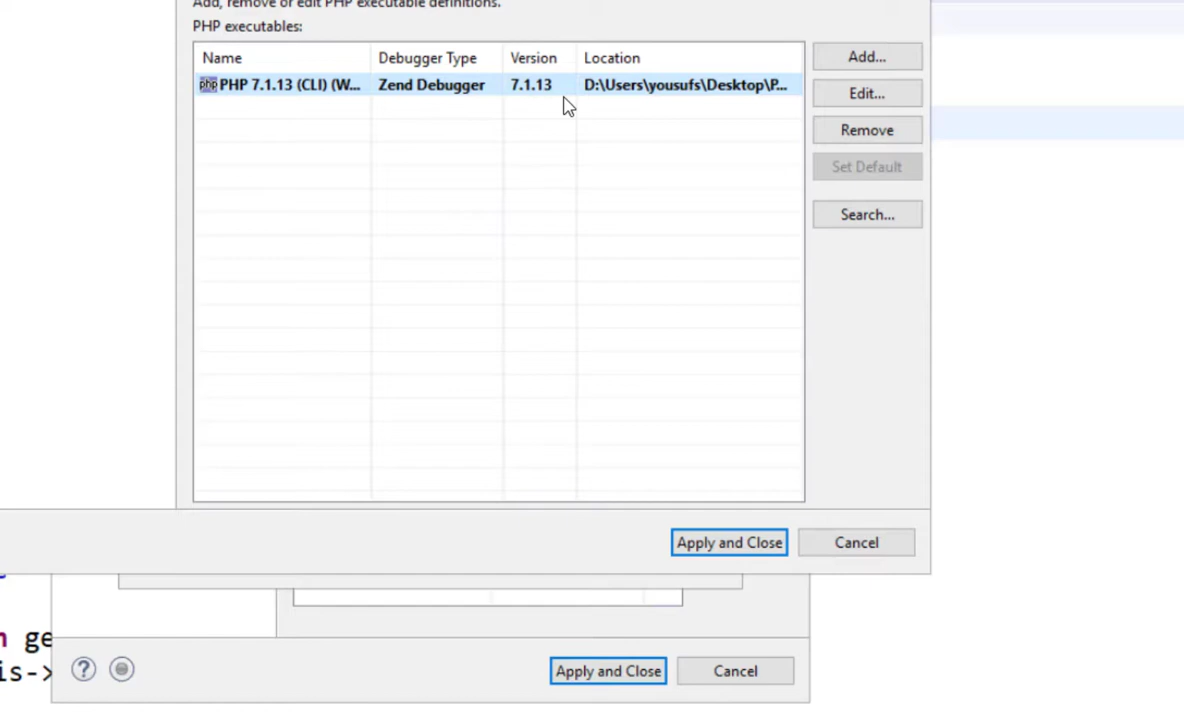 Add, remove or edit PHP executable definitions.
PHP executables:
Name Debugger Type Version Location
php PHP 7.1.13 (CLI) (W... Zend Debugger 7.1.13 D:\Users\yousufs\Desktop\P...
Add...
Edit...
Remove
Set Default
Search...
Apply and Close Cancel
n ge
is->
? Apply and Close Cancel